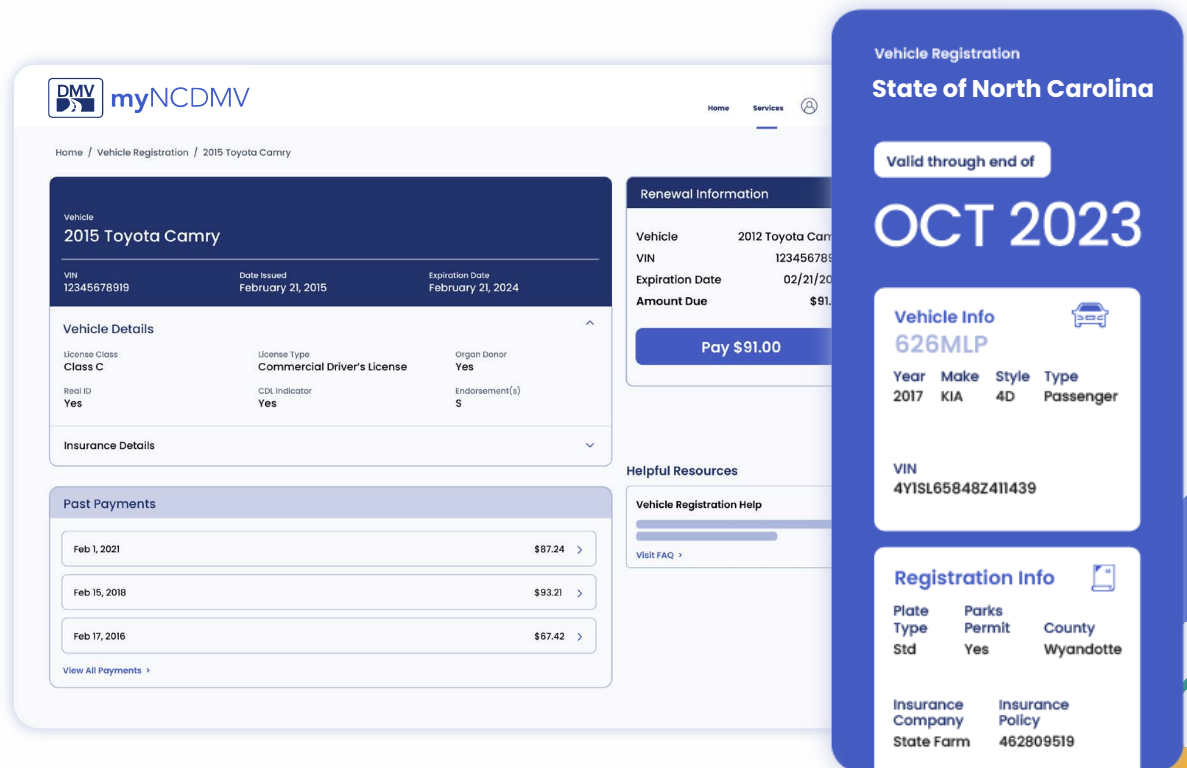 DMV
myNCDMV
Home Services
Home / Vehicle Registration / 2015 Toyota Camry
Vehicle
2015 Toyota Camry
VIN Date Issued Expiration Date
12345678919 February 21, 2015 February 21, 2024
Vehicle Details
License Class License Type Organ Donor
Class C Commercial Driver's License Yes
Real ID CDL Indicator Endorsement(s)
Yes Yes S
Insurance Details
Past Payments
Feb 1, 2021 $87.24
Feb 15, 2018 $93.21
Feb 17, 2016 $67.42
View All Payments >
Renewal Information
Vehicle 2012 Toyota
VIN
Expiration Date
Amount Due
Pay $91.00
Helpful Resources
Vehicle Registration Help
Visit FAQ >
Vehicle Registration
State of North Carolina
Valid through end of
OCT 2023
Vehicle Info
626MLP
Year Make Style Type
2017 KIA 4D Passenger
VIN
4Y1SL65848Z411439
Registration Info
Plate Parks
Type Permit County
Std Yes Wyandotte
Insurance Insurance
Company Policy
State Farm 462809519